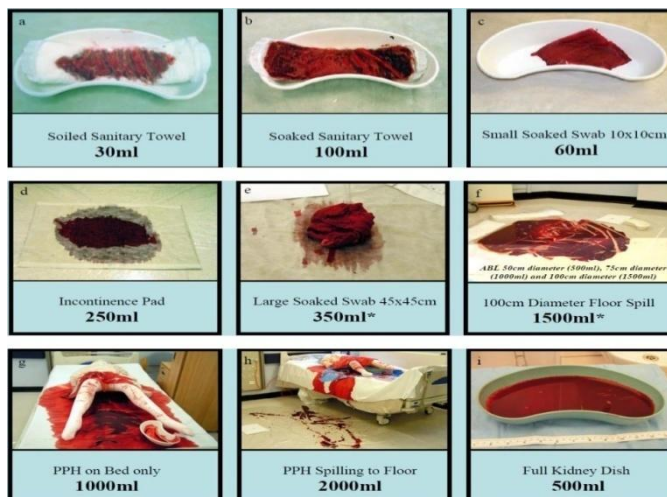 a
b
c
Soiled Sanitary Towel
30ml
Soaked Sanitary Towel
100ml
Small Soaked Swab 10x10cm
60ml
d
e
f
ABL 50cm diameter (500ml), 75cm diameter
(1000ml) and 100cm diameter (1500ml)
Incontinence Pad
250ml
Large Soaked Swab 45x45cm
350ml*
100cm Diameter Floor Spill
1500ml*
g
h
i
PPH on Bed only
1000ml
PPH Spilling to Floor
2000ml
Full Kidney Dish
500ml